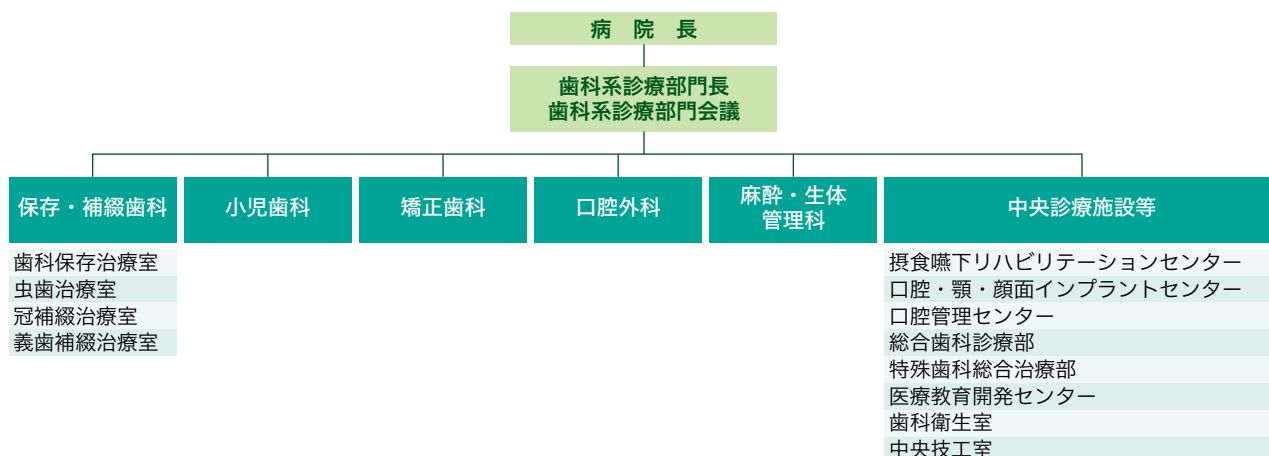 病 院 長
歯科系診療部門長
歯科系診療部門会議
保存・補綴歯科
小児歯科
矯正歯科
口腔外科
麻酔・生体
管理科
中央診療施設等
歯科保存治療室
虫歯治療室
冠補綴治療室
義歯補綴治療室
摂食嚥下リハビリテーションセンター
口腔・顎・顔面インプラントセンター
口腔管理センター
総合歯科診療部
特殊歯科総合治療部
医療教育開発センター
歯科衛生室
中央技工室